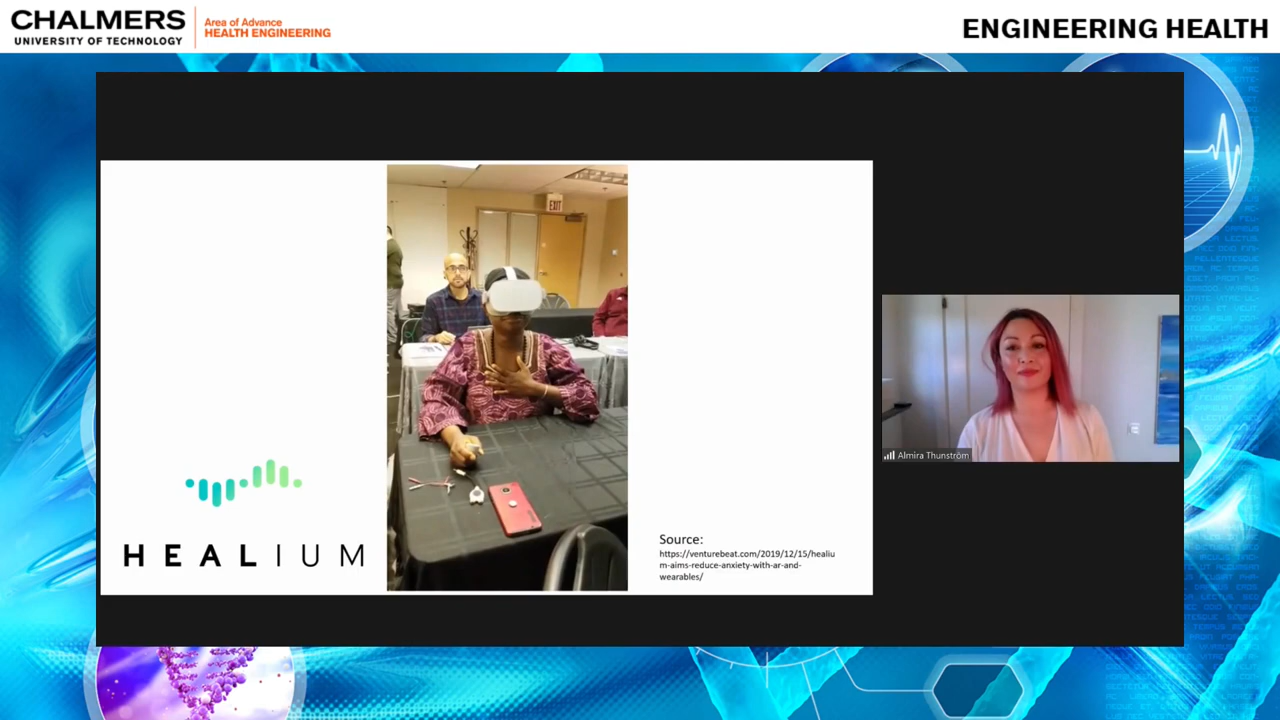 CHALMERS
UNIVERSITY OF TECHNOLOGY
Area of Advance
HEALTH ENGINEERING
ENGINEERING HEALTH
EXIT
HEALIUM
Source:
https://venturebeat.com/2019/12/15/healiu
m-aims-reduce-anxiety-with-ar-and-
wearables/
Almira Thunström